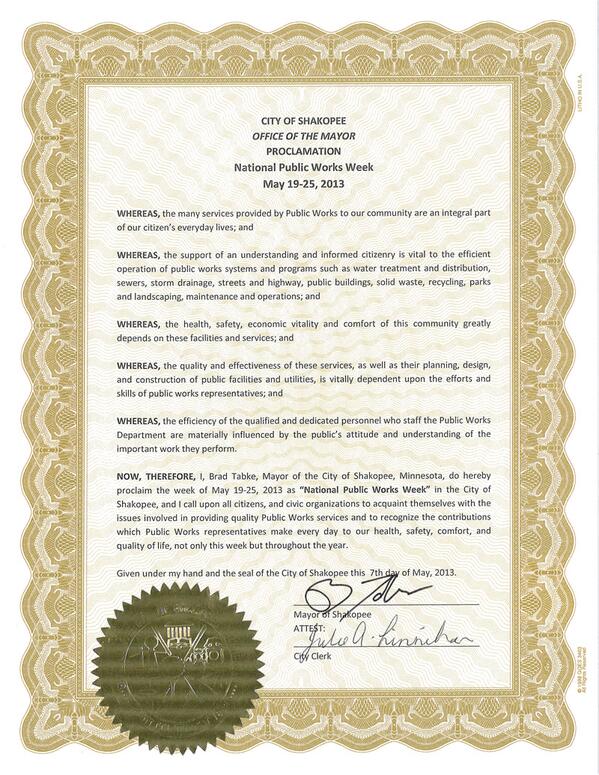 CITY OF SHAKOPEE
OFFICE OF THE MAYOR
PROCLAMATION
National Public Works Week
May 19-25, 2013
WHEREAS, the many services provided by Public Works to our community are an integral part
of our citizen's everyday lives; and
WHEREAS, the support of an understanding and informed citizenry is vital to the efficient
operation of public works systems and programs such as water treatment and distribution,
sewers, storm drainage, streets and highway, public buildings, solid waste, recycling, parks
and landscaping, maintenance and operations; and
WHEREAS, the health, safety, economic vitality and comfort of this community greatly
depends on these facilities and services; and
WHEREAS, the quality and effectiveness of these services, as well as their planning, design,
and construction of public facilities and utilities, is vitally dependent upon the efforts and
skills of public works representatives; and
WHEREAS, the efficiency of the qualified and dedicated personnel who staff the Public Works
Department are materially influenced by the public's attitude and understanding of the
important work they perform.
NOW, THEREFORE, I, Brad Tabke, Mayor of the City of Shakopee, Minnesota, do hereby
proclaim the week of May 19-25, 2013 as "National Public Works Week" in the City of
Shakopee, and I call upon all citizens, and civic organizations to acquaint themselves with the
issues involved in providing quality Public Works services and to recognize the contributions
which Public Works representatives make every day to our health, safety, comfort, and
quality of life, not only this week but throughout the year.
Given under my hand and the seal of the City of Shakopee this 7th day of May, 2013.
Mayor of Shakopee
ATTEST:
Julie A. Linnihan
City Clerk
LITHO IN U.S.A.
© 1998 GOES 3403
All Rights Reserved